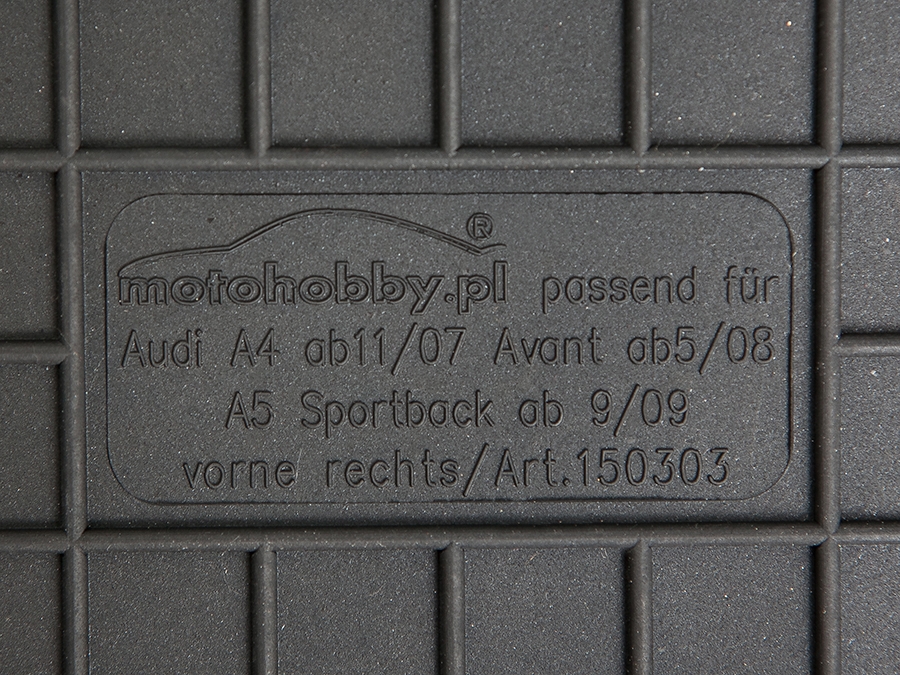 ®
motohobby.pl passend für
Audi A4 ab11/07 Avant ab5/08
A5 Sportback ab 9/09
vorne rechts/Art.150303